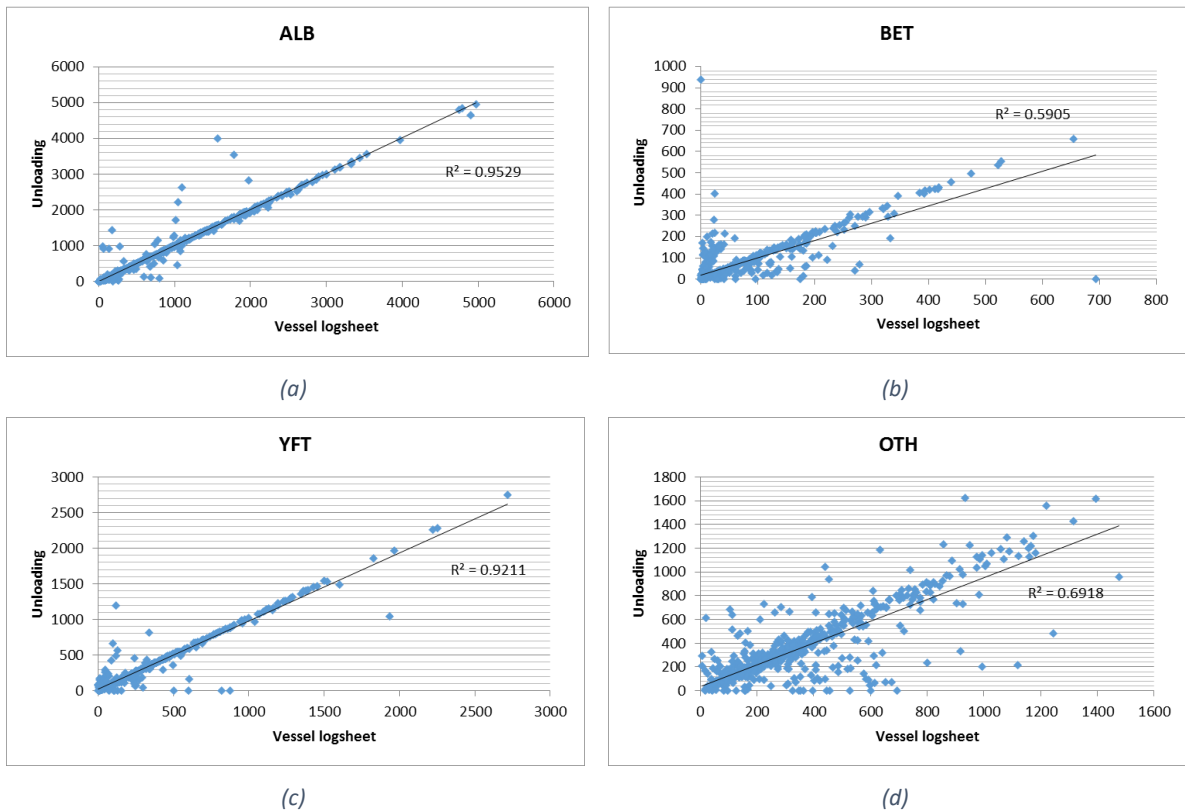 ALB
6000
5000
4000
3000
2000
1000
0
Unloading
R² = 0.9529
0 1000 2000 3000 4000 5000 6000
Vessel logsheet
(a)
BET
1000
900
800
700
600
500
400
300
200
100
0
Unloading
R² = 0.5905
0 100 200 300 400 500 600 700 800
Vessel logsheet
(b)
YFT
3000
2500
2000
1500
1000
500
0
Unloading
R² = 0.9211
0 500 1000 1500 2000 2500 3000
Vessel logsheet
(c)
OTH
1800
1600
1400
1200
1000
800
600
400
200
0
Unloading
R² = 0.6918
0 200 400 600 800 1000 1200 1400 1600
Vessel logsheet
(d)